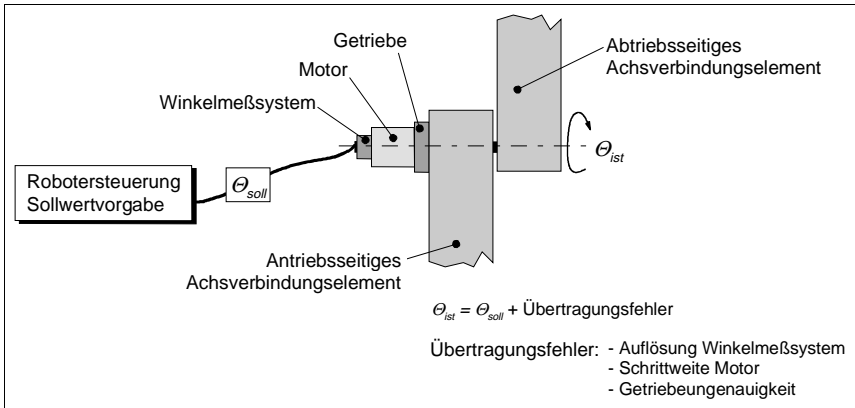 Getriebe
Motor
Winkelmeßsystem
Abtriebsseitiges
Achsverbindungselement
Θist
Robotersteuerung
Sollwertvorgabe
Θsoll
Antriebsseitiges
Achsverbindungselement
Θist = Θsoll + Übertragungsfehler
Übertragungsfehler: - Auflösung Winkelmeßsystem
- Schrittweite Motor
- Getriebeungenauigkeit